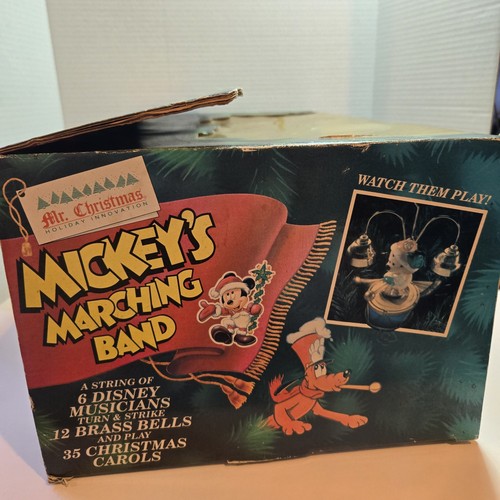 Mr. Christmas
HOLIDAY INNOVATION
WATCH THEM PLAY!
MICKEY'S
MARCHING
BAND
A STRING OF
6 DISNEY
MUSICIANS
TURN & STRIKE
12 BRASS BELLS
AND PLAY
35 CHRISTMAS
CAROLS